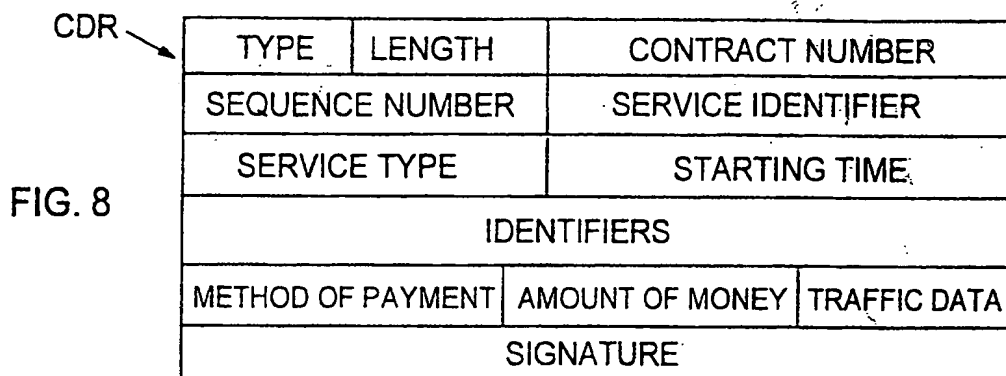 CDR
TYPE LENGTH CONTRACT NUMBER
SEQUENCE NUMBER SERVICE IDENTIFIER
SERVICE TYPE STARTING TIME
FIG. 8
IDENTIFIERS
METHOD OF PAYMENT AMOUNT OF MONEY TRAFFIC DATA
SIGNATURE